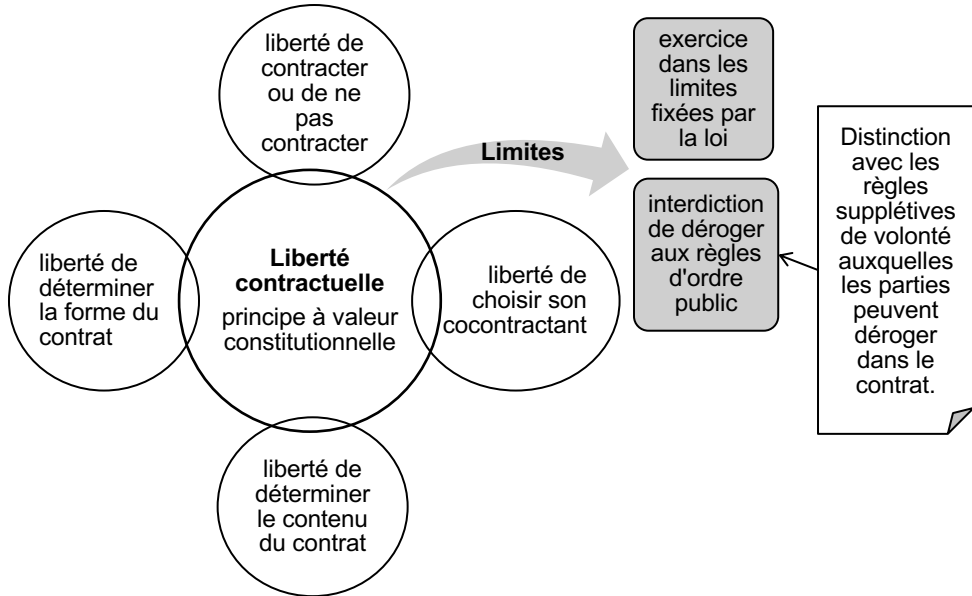 liberté de
contracter
ou de ne
pas
contracter
Limites
exercice
dans les
limites
fixées par
la loi
interdiction
de déroger
aux règles
d'ordre
public
Distinction
avec les
règles
supplétives
de volonté
auxquelles
les parties
peuvent
déroger
dans le
contrat.
liberté de
déterminer
la forme du
contrat
Liberté
contractuelle
principe à valeur
constitutionnelle
liberté de
choisir son
cocontractant
liberté de
déterminer
le contenu
du contrat